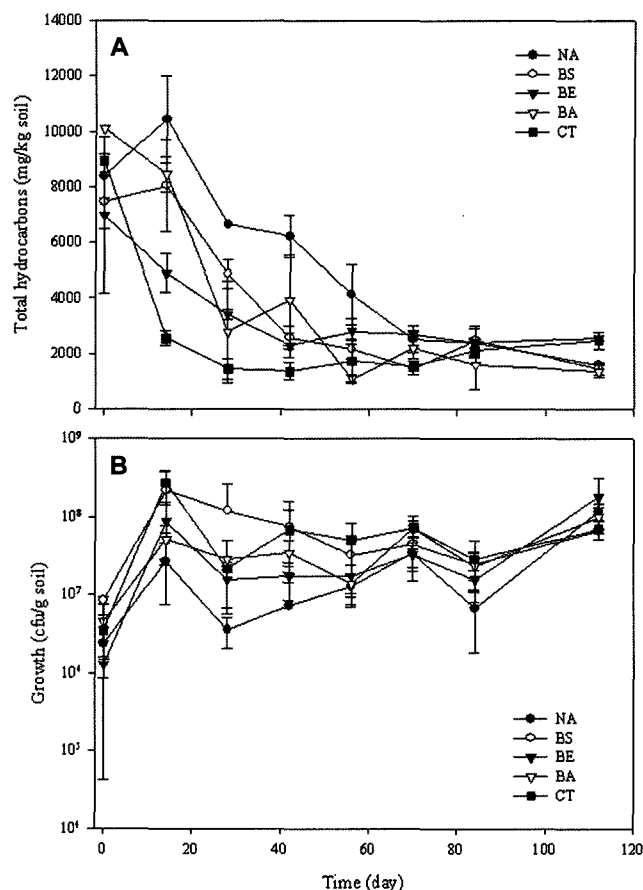 14000
A
12000
10000
8000
6000
4000
2000
0
Total hydrocarbons (mg/kg soil)
NA
BS
BE
BA
CT
10⁹
B
10⁸
10⁷
10⁴
10⁵
10⁴
Growth (cfu/g soil)
NA
BS
BE
BA
CT
0 20 40 60 80 100 120
Time (day)